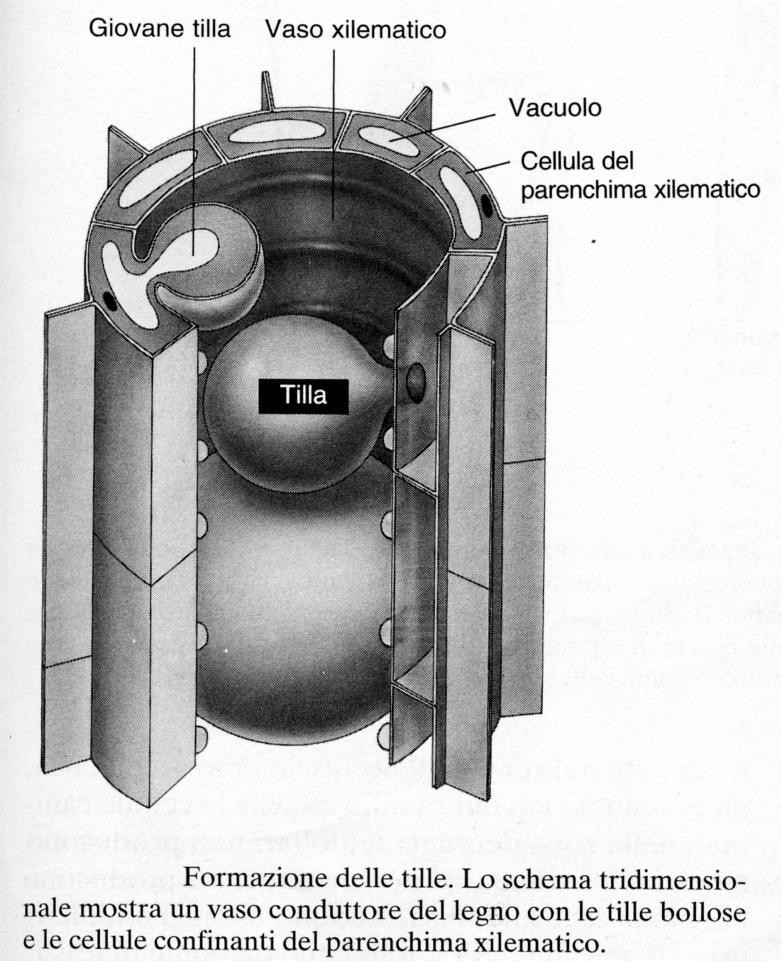 Giovane tilla
Vaso xilematico
Vacuolo
Cellula del
parenchima xilematico
Tilla
Formazione delle tille. Lo schema tridimensio-
nale mostra un vaso conduttore del legno con le tille bollose
e le cellule confinanti del parenchima xilematico.